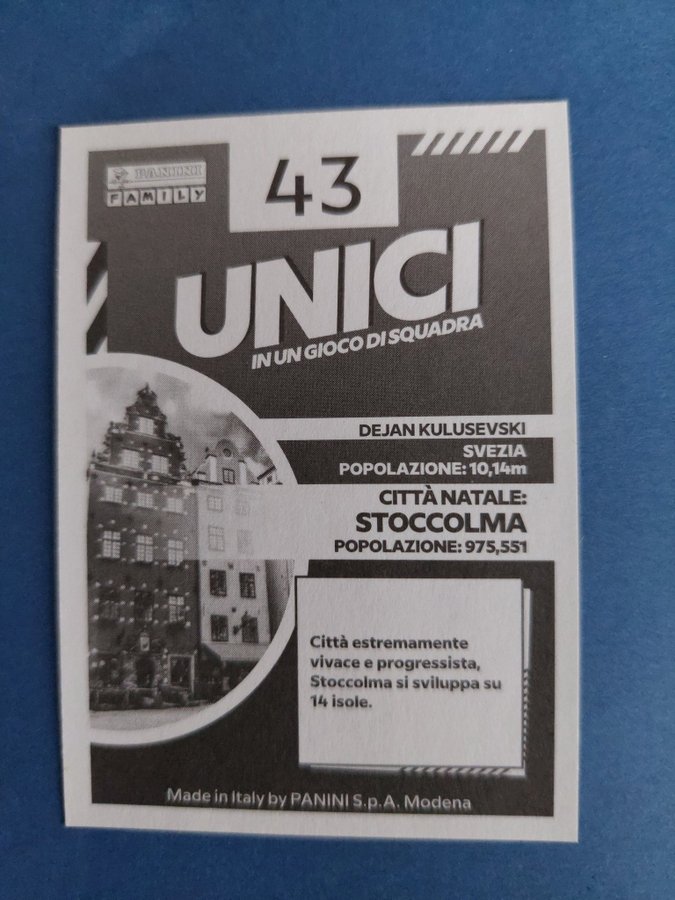 PANINI
FAMILY
43
UNICI
IN UN GIOCO DI SQUADRA
DEJAN KULUSEVSKI
SVEZIA
POPOLAZIONE: 10,14m
CITTÀ NATALE:
STOCCOLMA
POPOLAZIONE: 975,551
Città estremamente
vivace e progressista,
Stoccolma si sviluppa su
14 isole.
Made in Italy by PANINI S.p.A. Modena